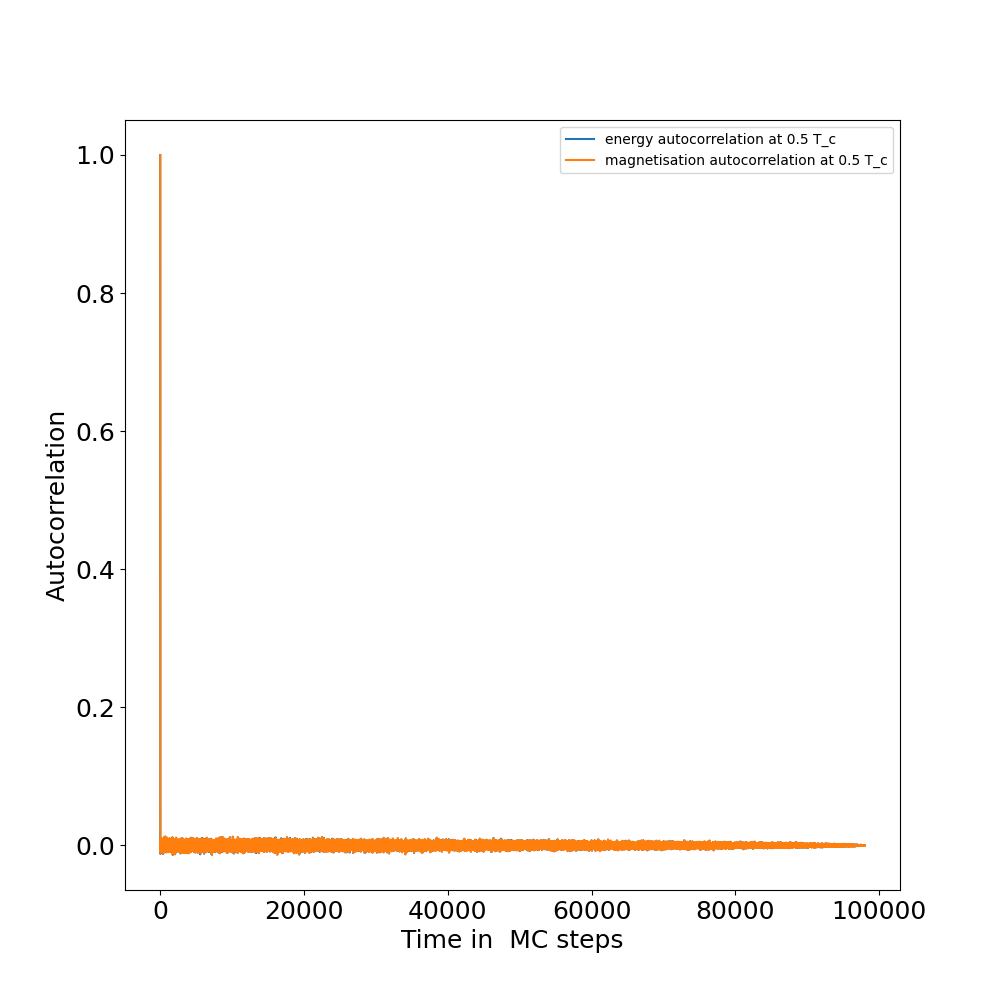 energy autocorrelation at 0.5 T_c
magnetisation autocorrelation at 0.5 T_c
1.0
0.8
0.6
0.4
0.2
0.0
Autocorrelation
0 20000 40000 60000 80000 100000
Time in  MC steps